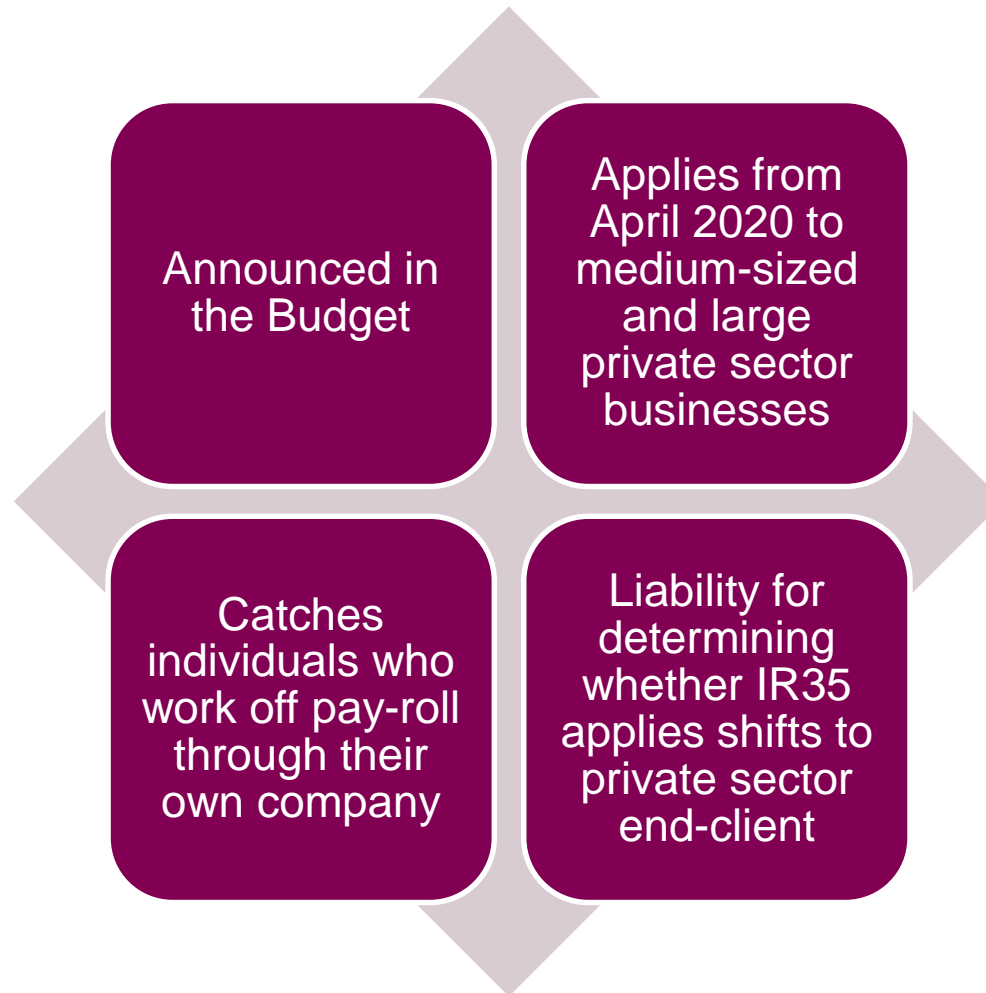 Announced in
the Budget
Applies from
April 2020 to
medium-sized
and large
private sector
businesses
Catches
individuals who
work off pay-roll
through their
own company
Liability for
determining
whether IR35
applies shifts to
private sector
end-client